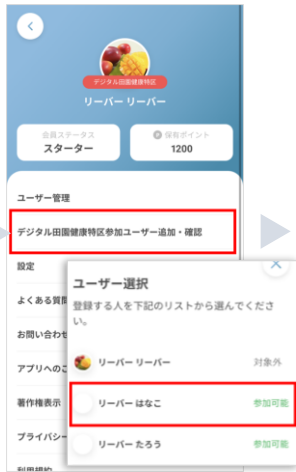 デジタル田園健康特区
リーバー リーバー
会員ステータス
スターター
保有ポイント
1200
ユーザー管理
デジタル田園健康特区参加ユーザー追加・確認
設定
よくある質問
お問い合わせ
アプリへのご
著作権表示
プライバシー
利用規約
ユーザー選択
登録する人を下記のリストから選んでくださ
い。
リーバー リーバー 対象外
リーバー はなこ 参加可能
リーバー たろう 参加可能